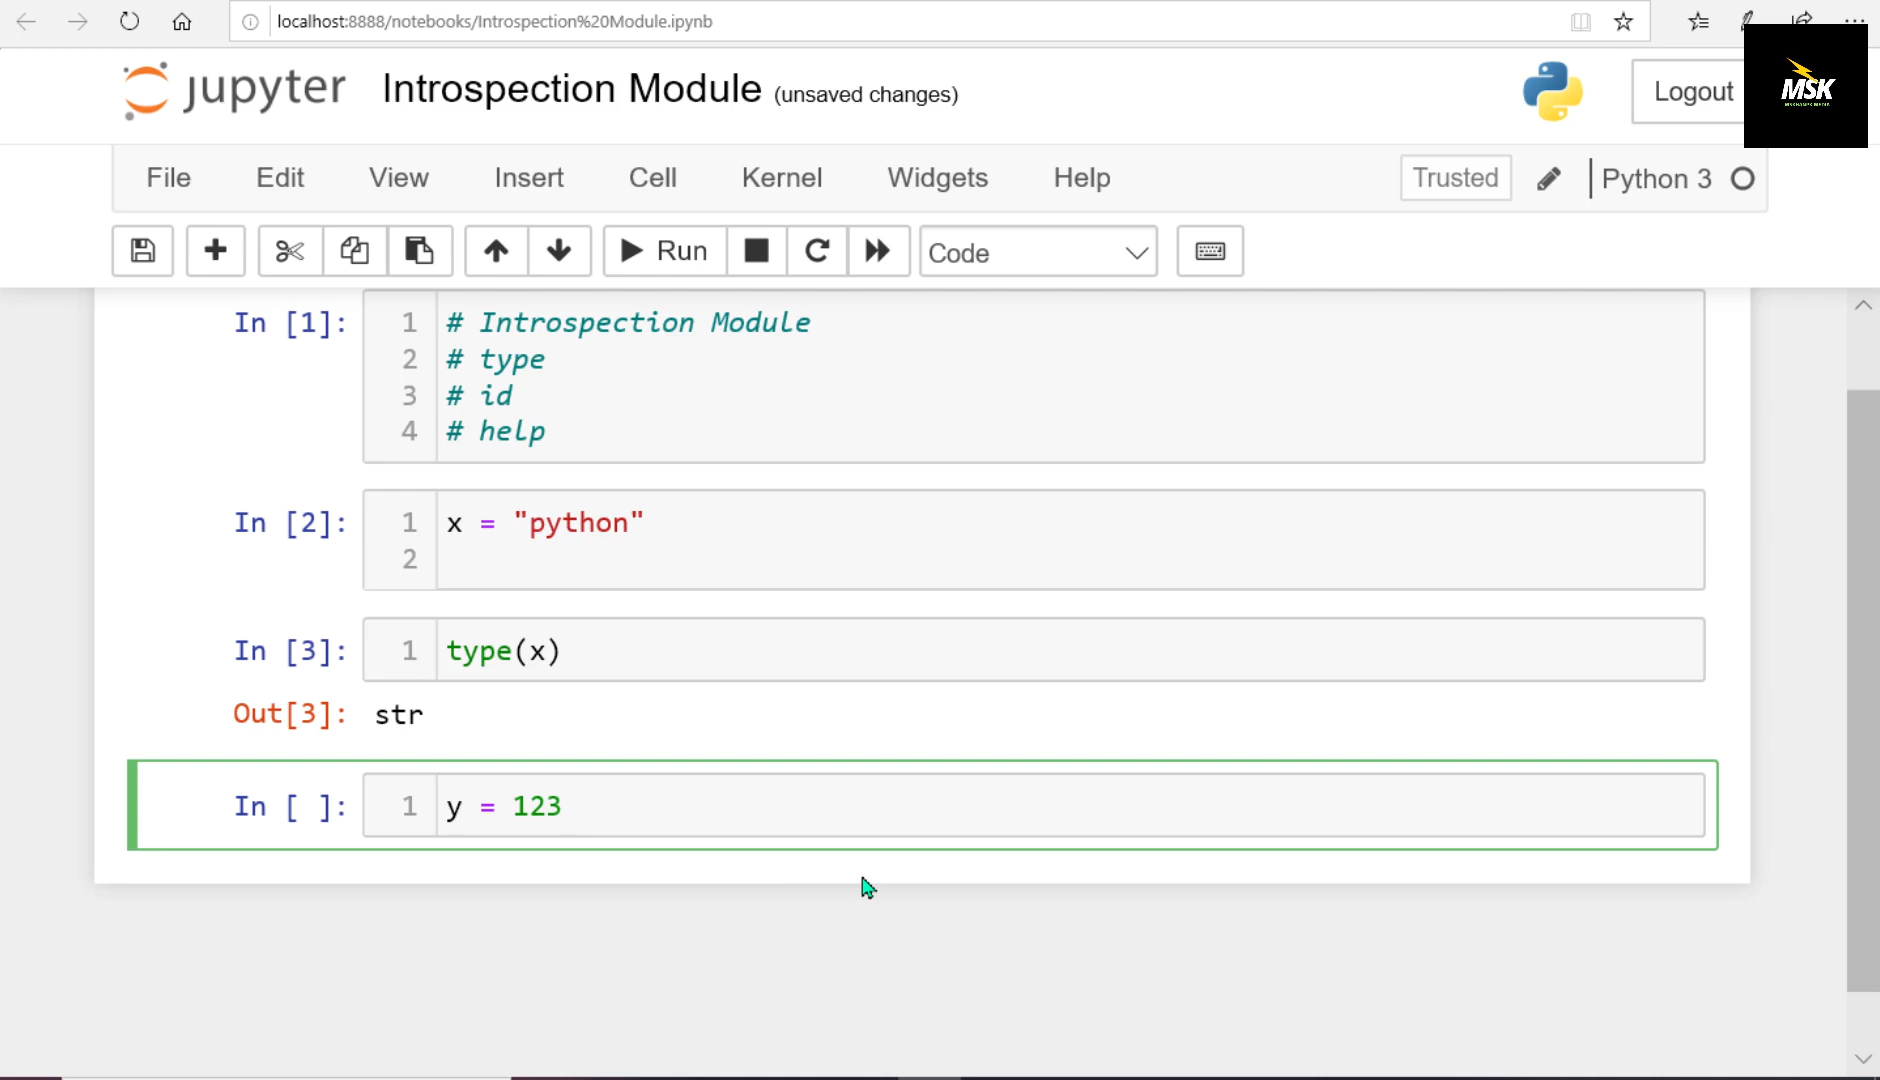 localhost:8888/notebooks/Introspection%20Module.ipynb
jupyter Introspection Module (unsaved changes)
Logout
MSK
File Edit View Insert Cell Kernel Widgets Help Trusted Python 3
Run Code
In [1]: 1 # Introspection Module
2 # type
3 # id
4 # help
In [2]: 1 x = "python"
2
In [3]: 1 type(x)
Out[3]: str
In [ ]: 1 y = 123